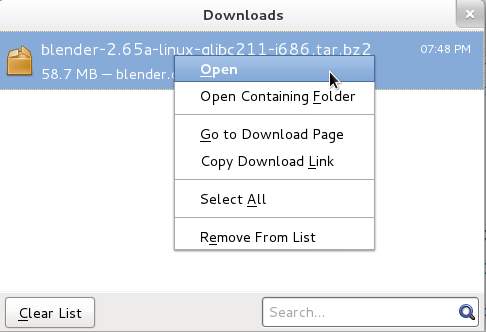 Downloads
blender-2.65a-linux-glibc211-i686.tar.bz2
07:48 PM
58.7 MB — blender.
Open
Open Containing Folder
Go to Download Page
Copy Download Link
Select All
Remove From List
Clear List
Search...